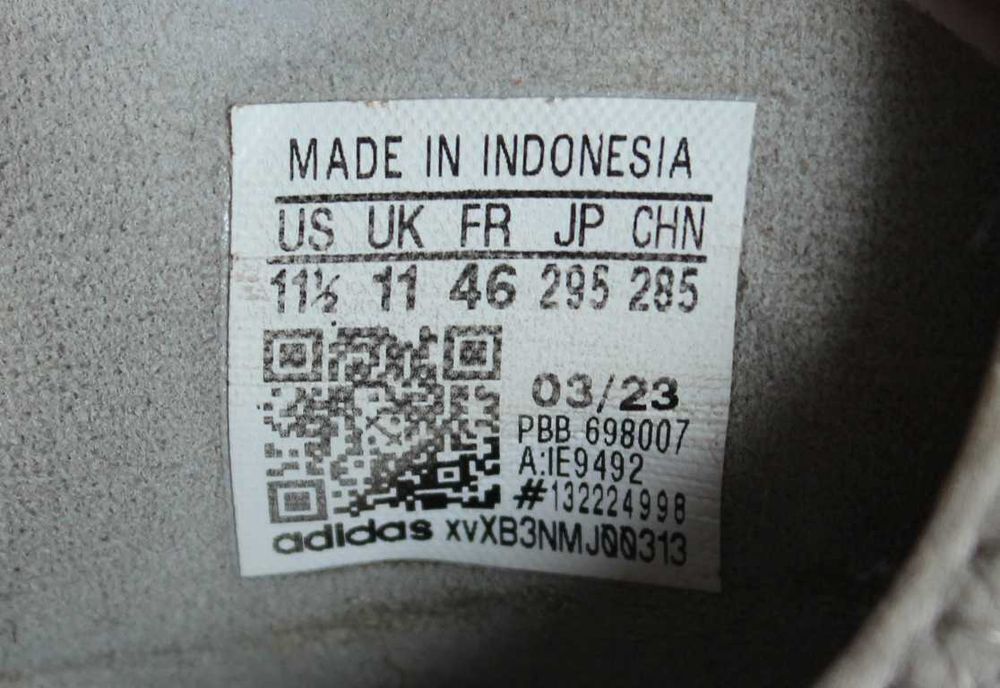 MADE IN INDONESIA
US UK FR JP CHN
11½ 11 46 295 285
03/23
PBB 698007
A:IE9492
#132224998
adidas xvXB3NMJ00313